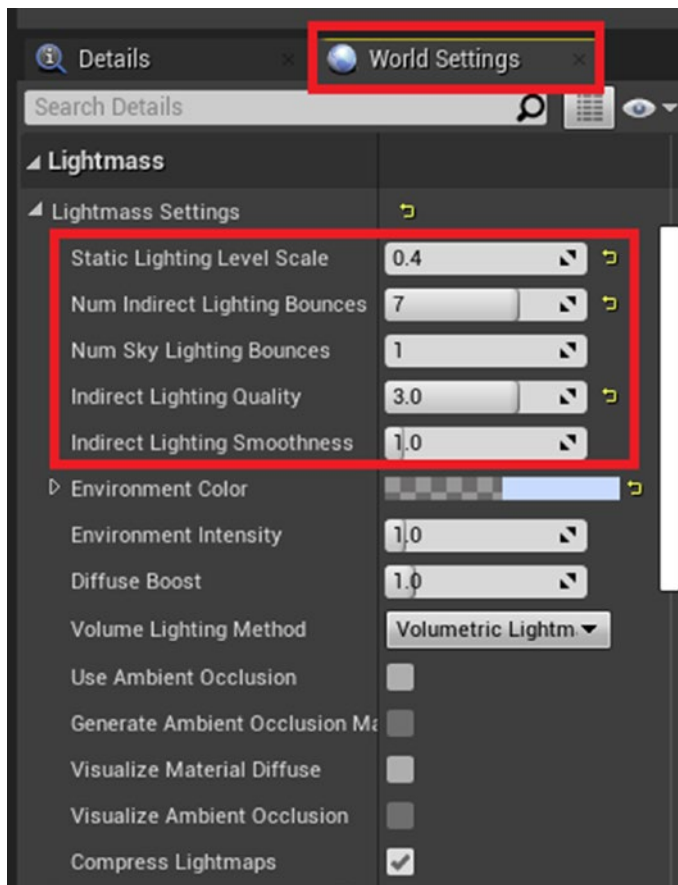 Details
World Settings
Search Details
Lightmass
Lightmass Settings
Static Lighting Level Scale 0.4
Num Indirect Lighting Bounces 7
Num Sky Lighting Bounces 1
Indirect Lighting Quality 3.0
Indirect Lighting Smoothness 1.0
Environment Color
Environment Intensity 1.0
Diffuse Boost 1.0
Volume Lighting Method Volumetric Lightm
Use Ambient Occlusion
Generate Ambient Occlusion Ma
Visualize Material Diffuse
Visualize Ambient Occlusion
Compress Lightmaps